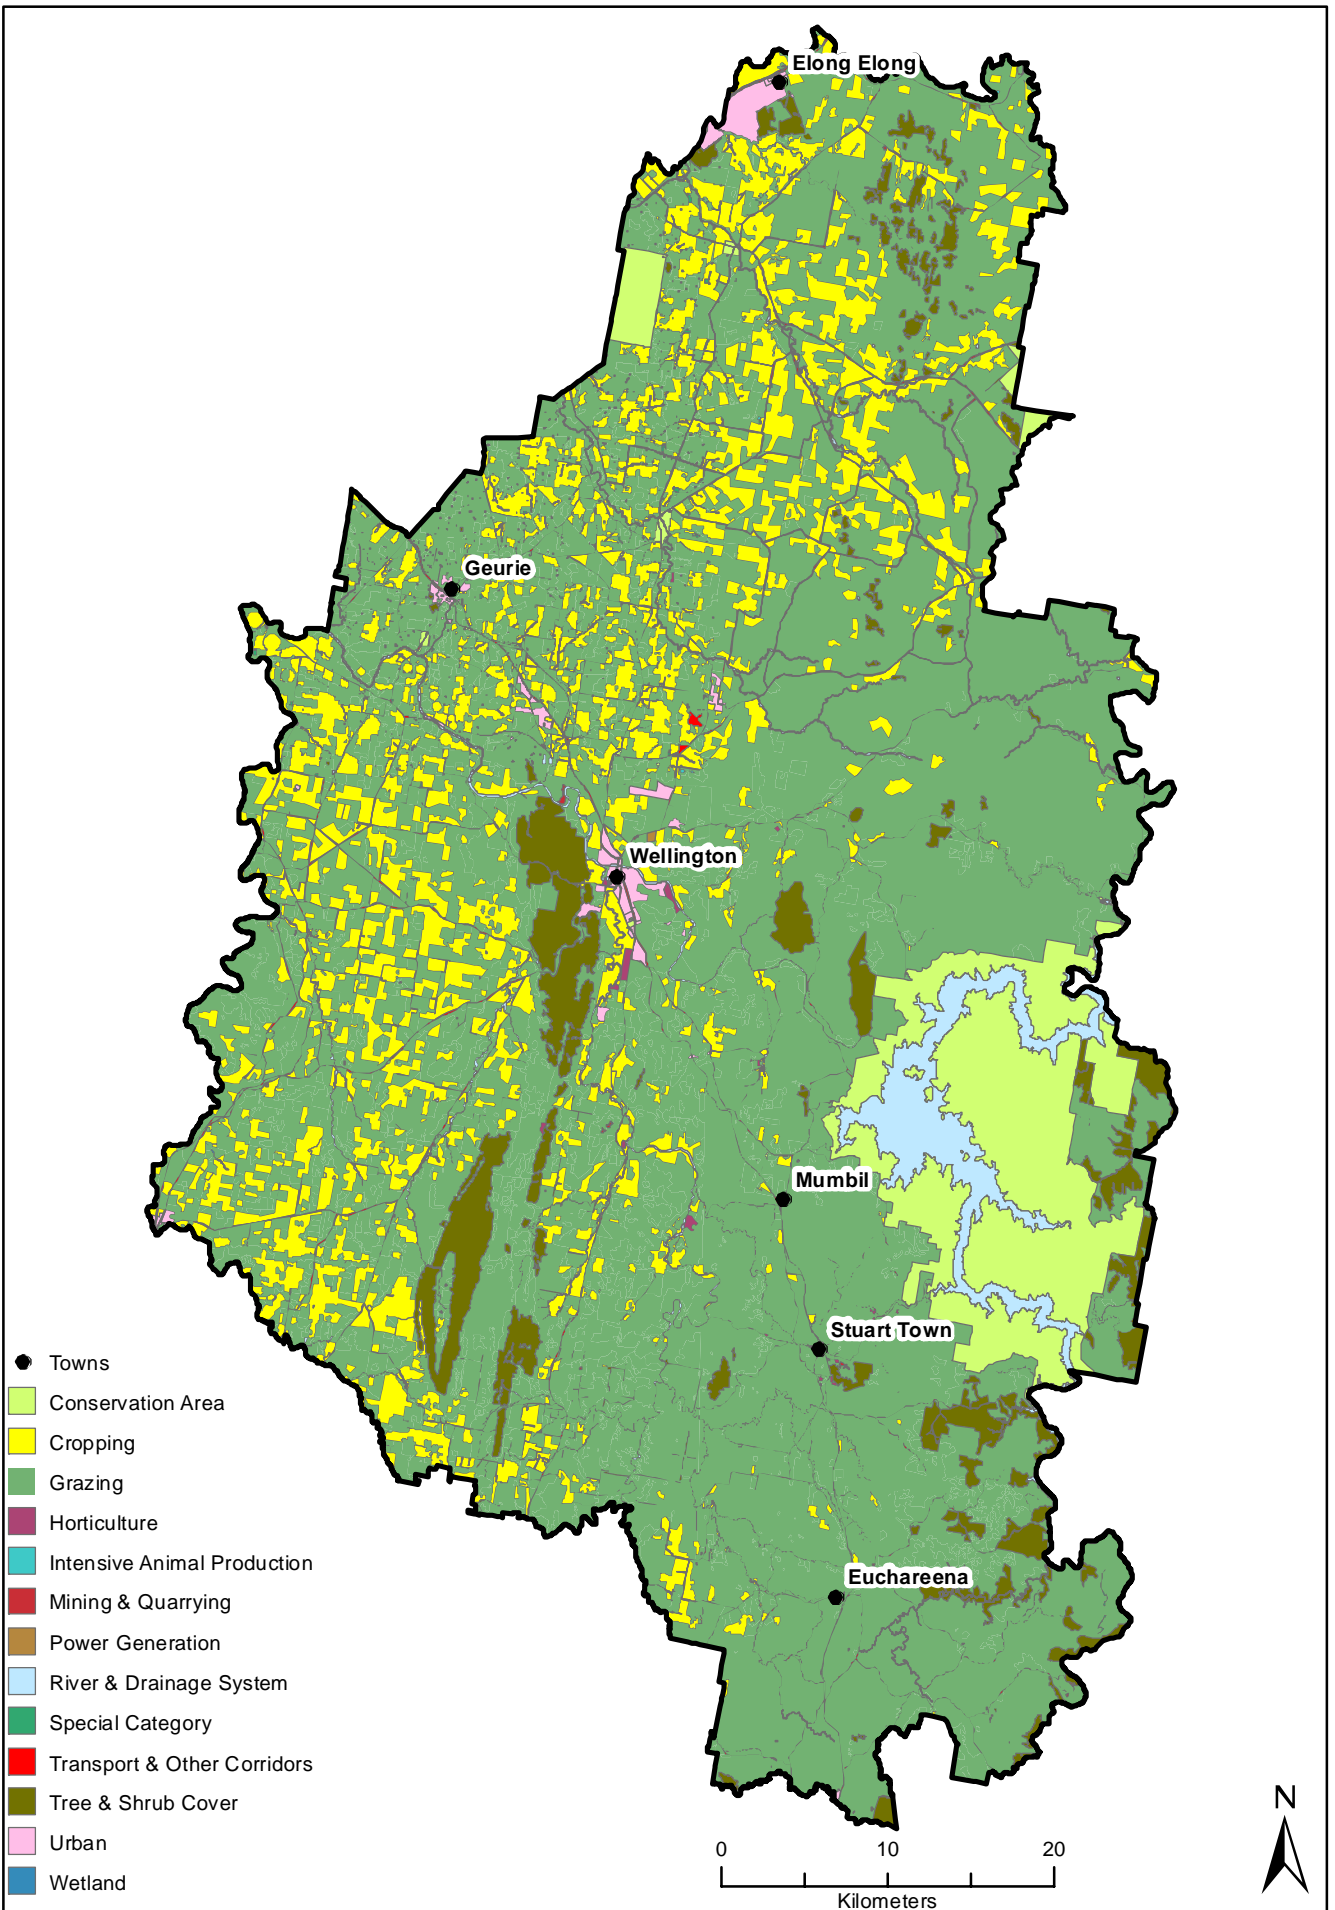 Elong Elong
Geurie
Wellington
Mumbil
Stuart Town
Euchareena
Towns
Conservation Area
Cropping
Grazing
Horticulture
Intensive Animal Production
Mining & Quarrying
Power Generation
River & Drainage System
Special Category
Transport & Other Corridors
Tree & Shrub Cover
Urban
Wetland
0 10 20
Kilometers
N